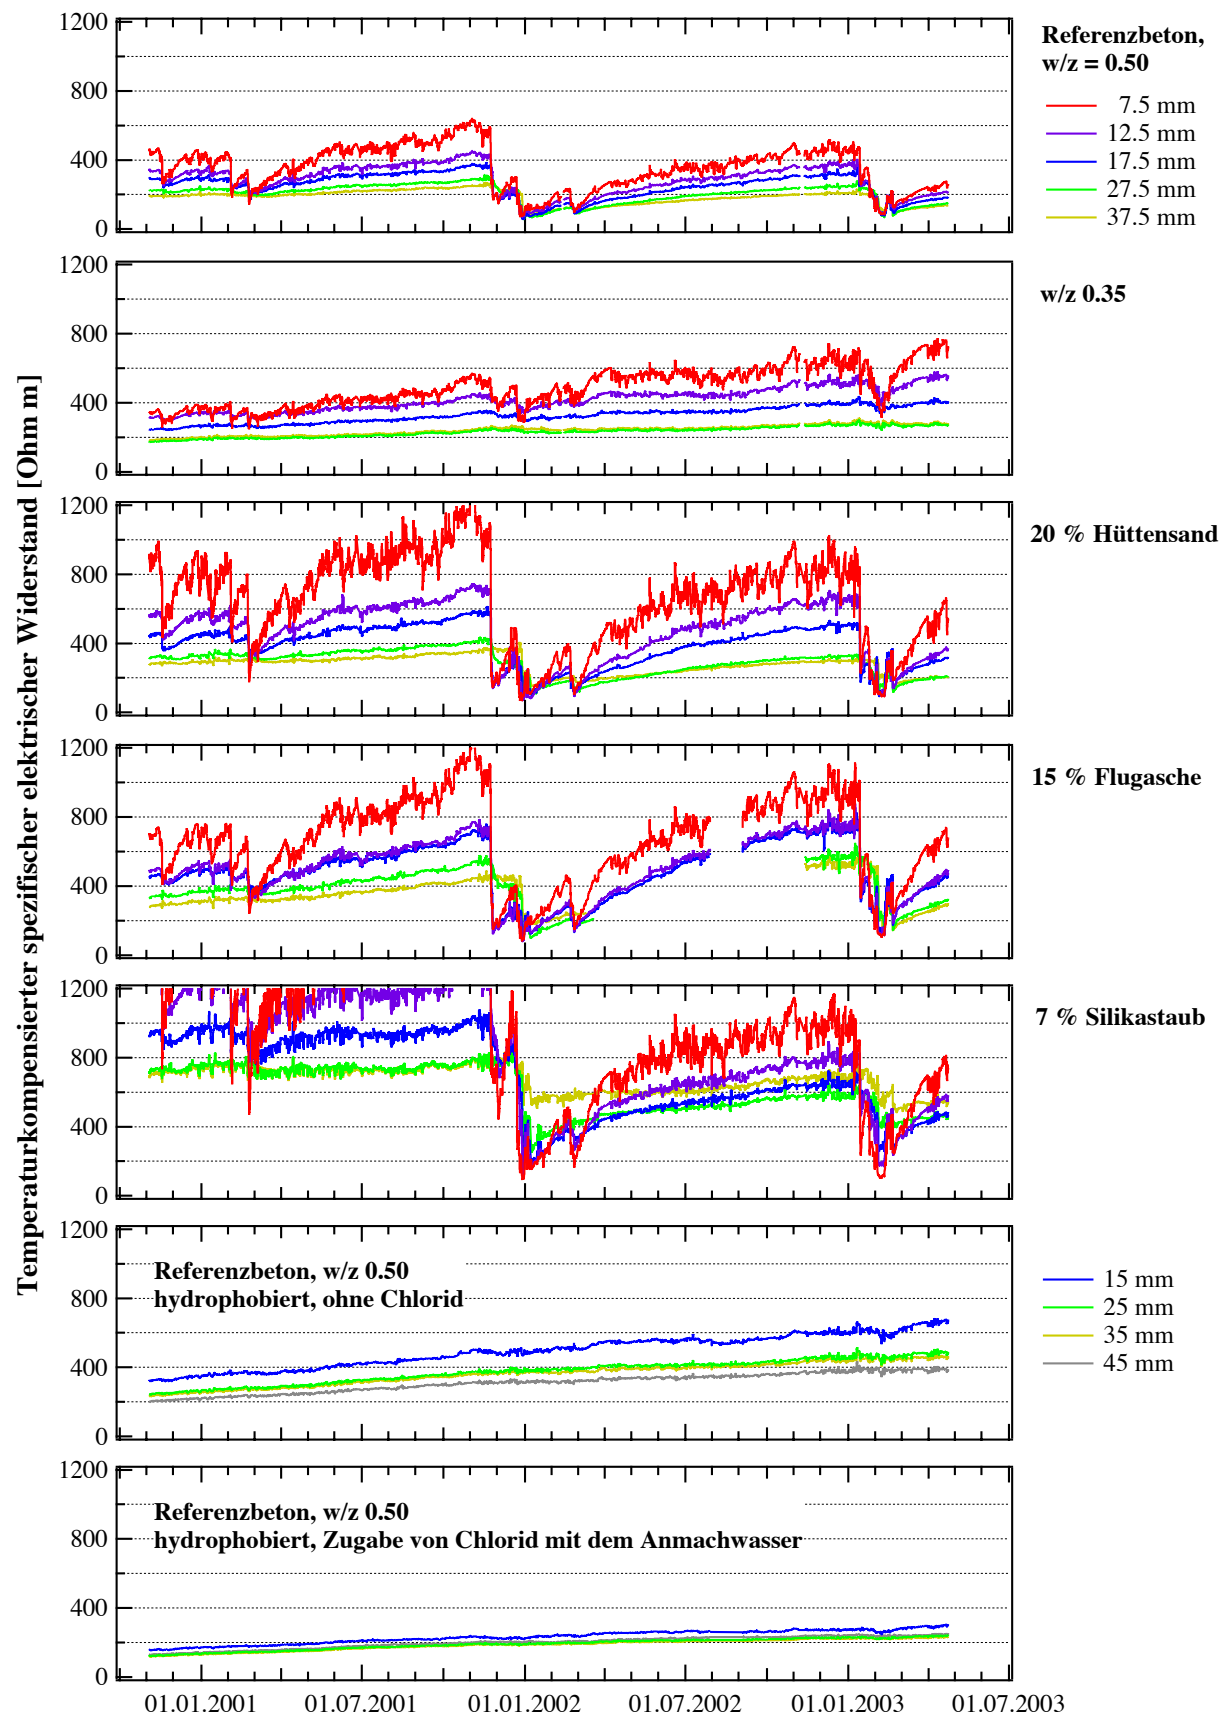 Temperaturkompensierter spezifischer elektrischer Widerstand [Ohm m]
1200
800
400
0
Referenzbeton,
w/z = 0.50
7.5 mm
12.5 mm
17.5 mm
27.5 mm
37.5 mm
1200
800
400
0
w/z 0.35
1200
800
400
0
20 % Hüttensand
1200
800
400
0
15 % Flugasche
1200
800
400
0
7 % Silikastaub
1200
800
400
0
Referenzbeton, w/z 0.50
hydrophobiert, ohne Chlorid
15 mm
25 mm
35 mm
45 mm
1200
800
400
0
Referenzbeton, w/z 0.50
hydrophobiert, Zugabe von Chlorid mit dem Anmachwasser
01.01.2001 01.07.2001 01.01.2002 01.07.2002 01.01.2003 01.07.2003